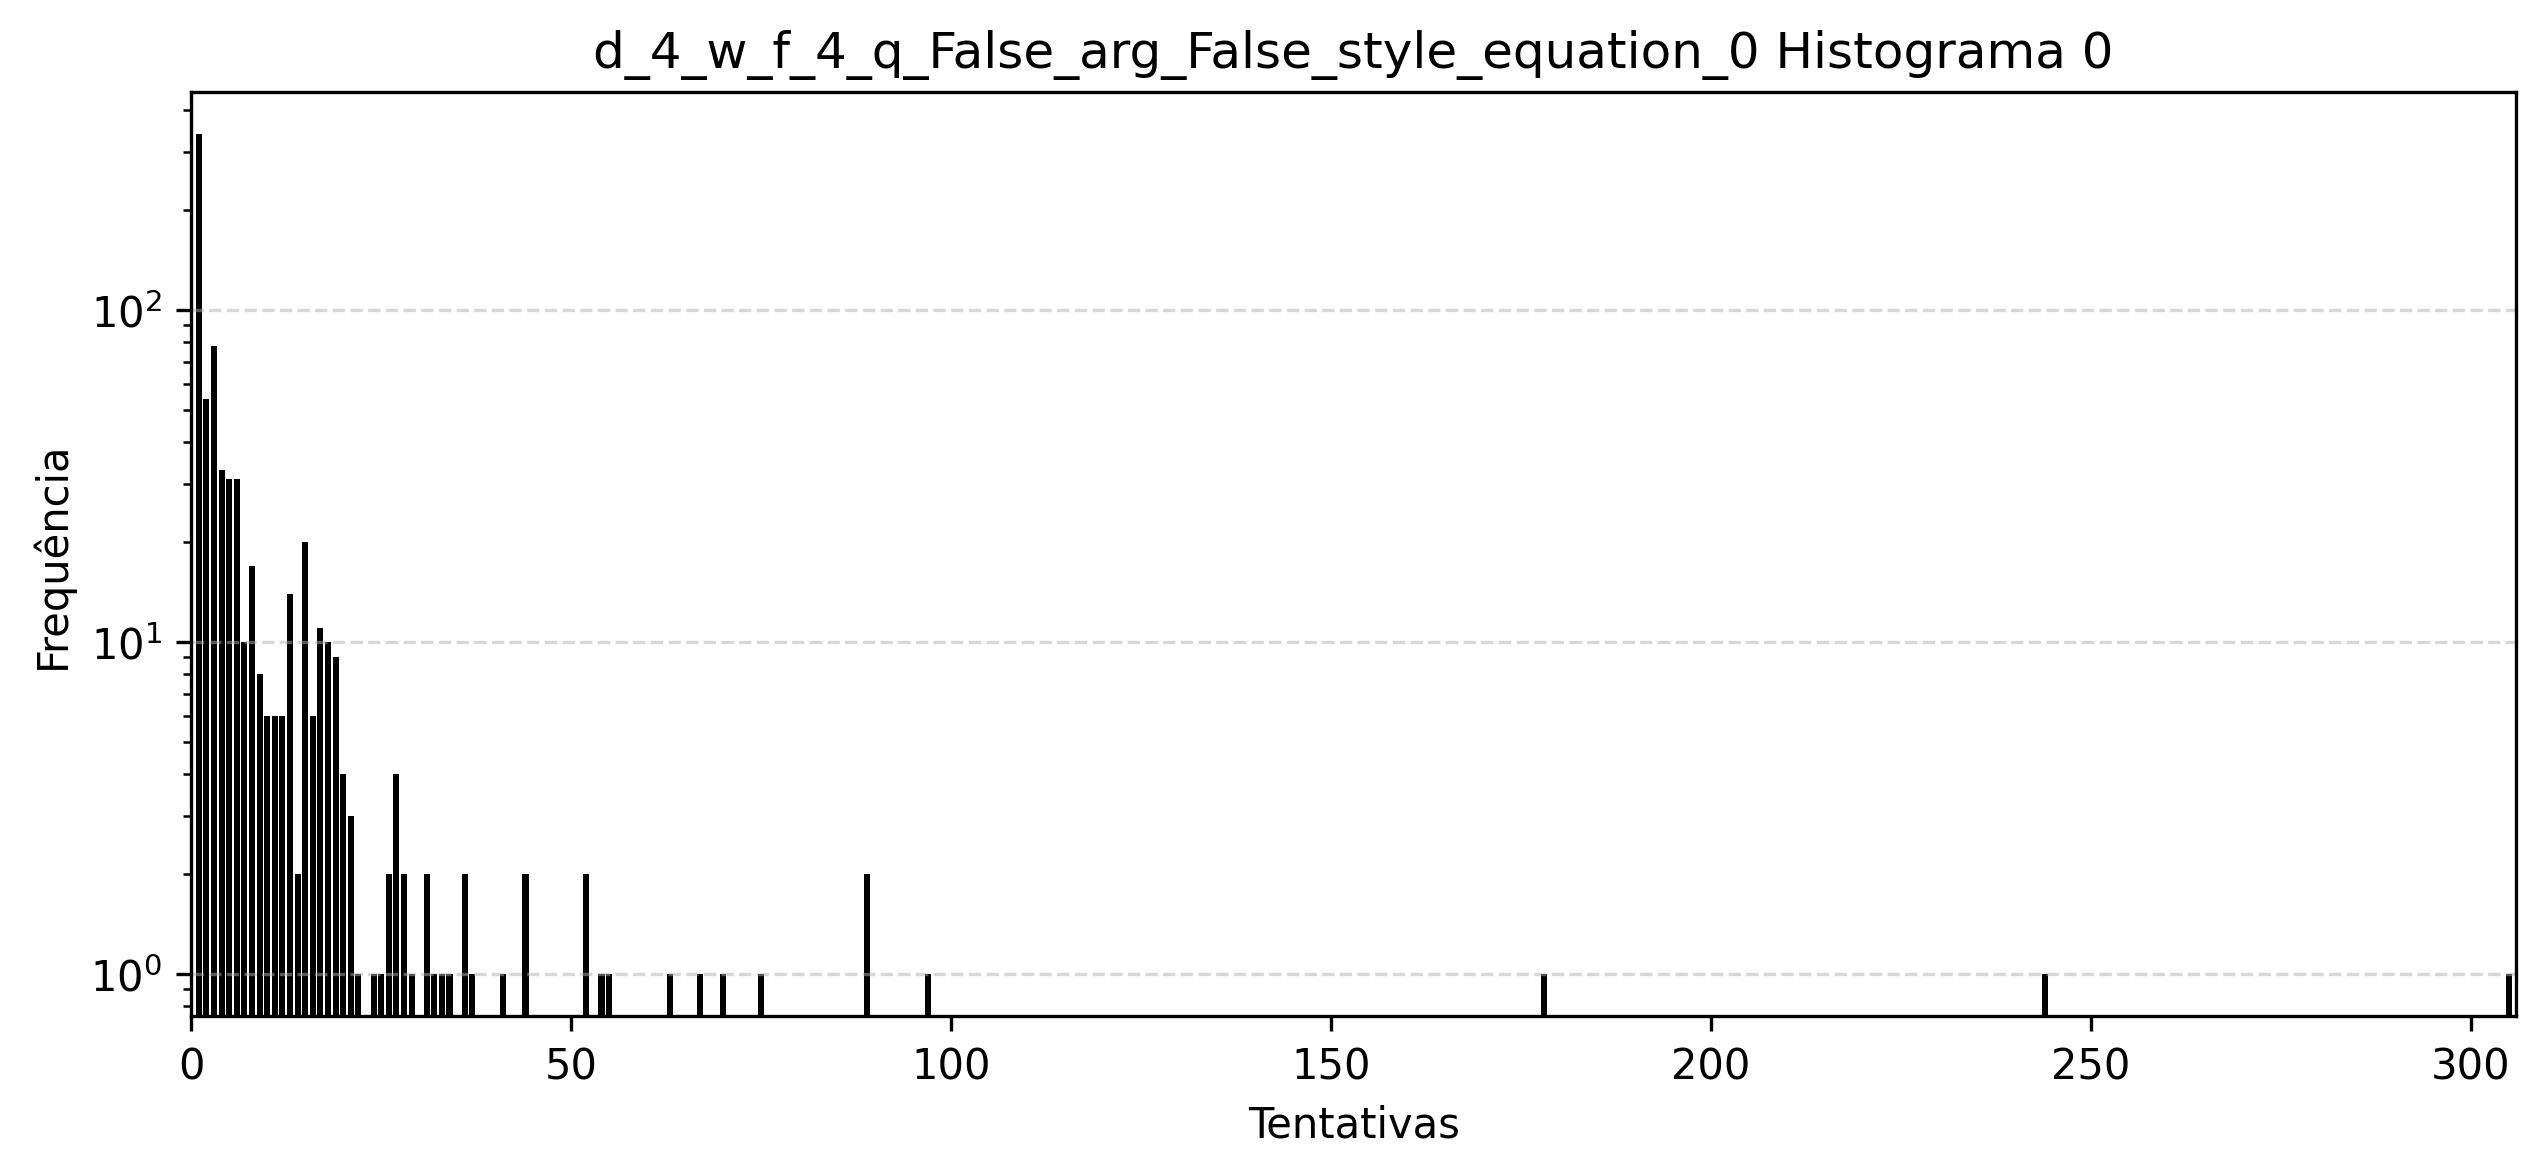 d_4_w_f_4_q_False_arg_False_style_equation_0 Histograma 0
Frequência
10²
10¹
10⁰
0 50 100 150 200 250 300
Tentativas